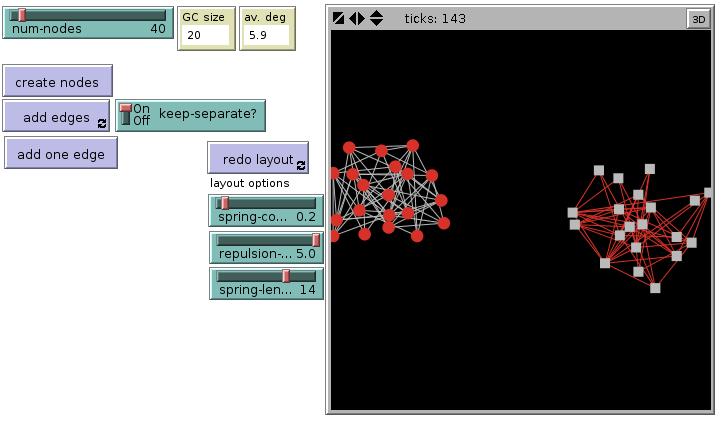 num-nodes 40
GC size
20
av. deg
5.9
ticks: 143
3D
create nodes
add edges
On
Off
keep-separate?
add one edge
redo layout
layout options
spring-co... 0.2
repulsion-... 5.0
spring-len... 14